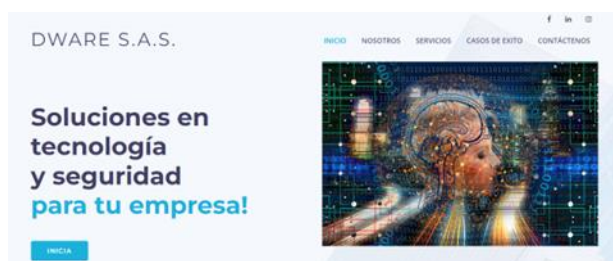 DWARE S.A.S.
INICIO NOSOTROS SERVICIOS CASOS DE EXITO CONTÁCTENOS
Soluciones en
tecnología
y seguridad
para tu empresa!
INICIA